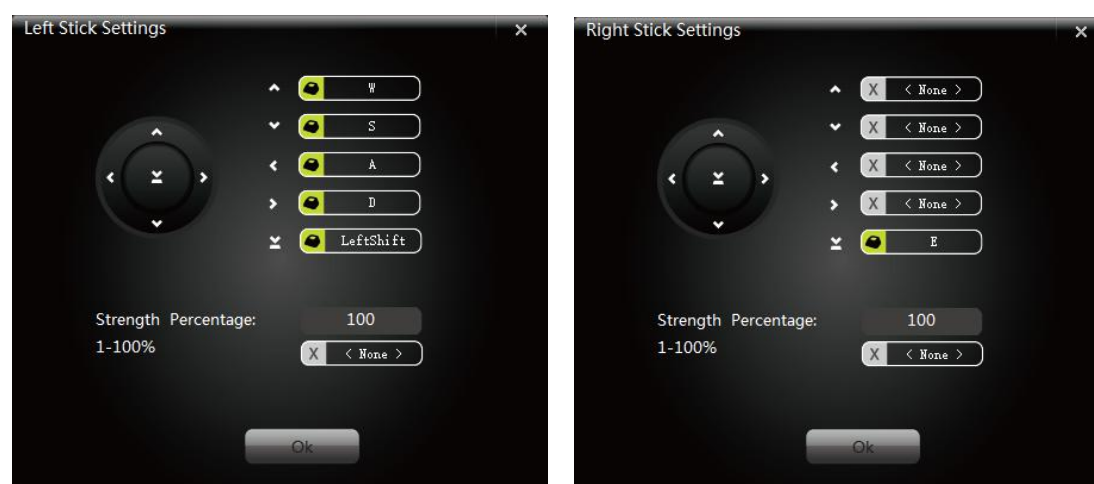 Left Stick Settings
W
S
A
D
LeftShift
Strength Percentage:
100
1-100%
X < None >
Ok
Right Stick Settings
X < None >
X < None >
X < None >
X < None >
E
Strength Percentage:
100
1-100%
X < None >
Ok